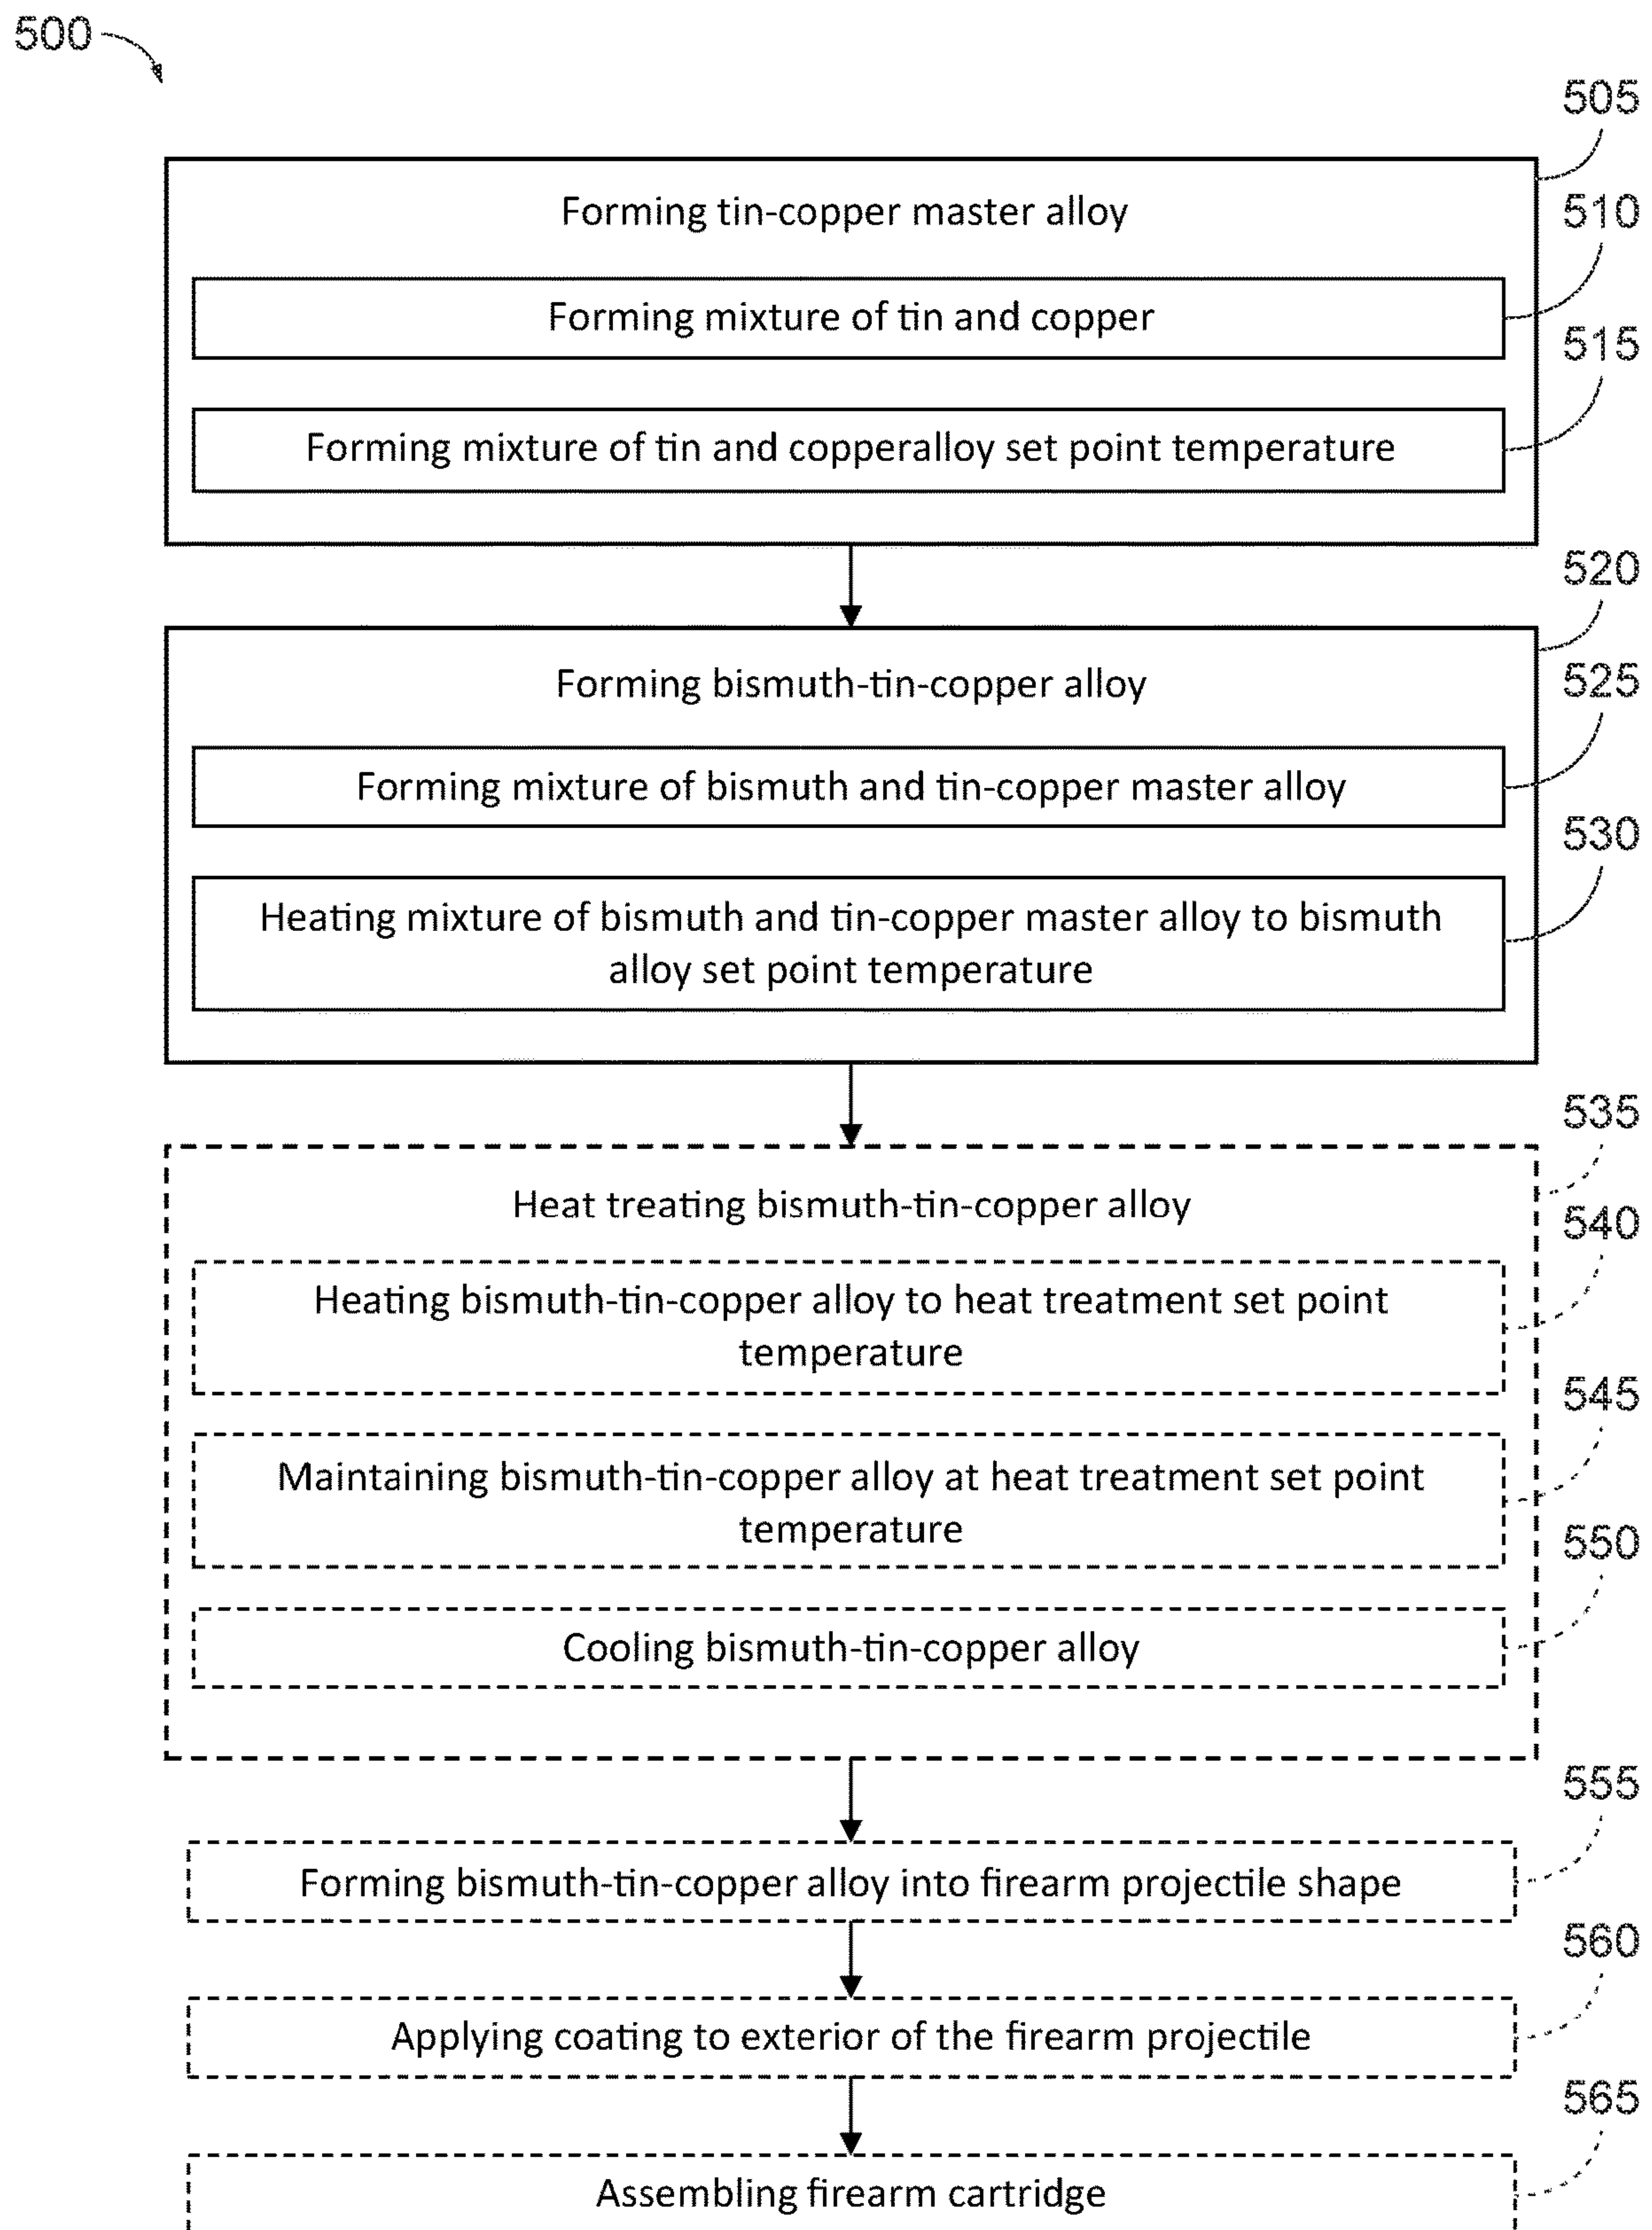 500
505
Forming tin-copper master alloy
510
Forming mixture of tin and copper
515
Forming mixture of tin and copperalloy set point temperature
520
Forming bismuth-tin-copper alloy
525
Forming mixture of bismuth and tin-copper master alloy
530
Heating mixture of bismuth and tin-copper master alloy to bismuth
alloy set point temperature
535
Heat treating bismuth-tin-copper alloy
540
Heating bismuth-tin-copper alloy to heat treatment set point
temperature
545
Maintaining bismuth-tin-copper alloy at heat treatment set point
temperature
550
Cooling bismuth-tin-copper alloy
555
Forming bismuth-tin-copper alloy into firearm projectile shape
560
Applying coating to exterior of the firearm projectile
565
Assembling firearm cartridge